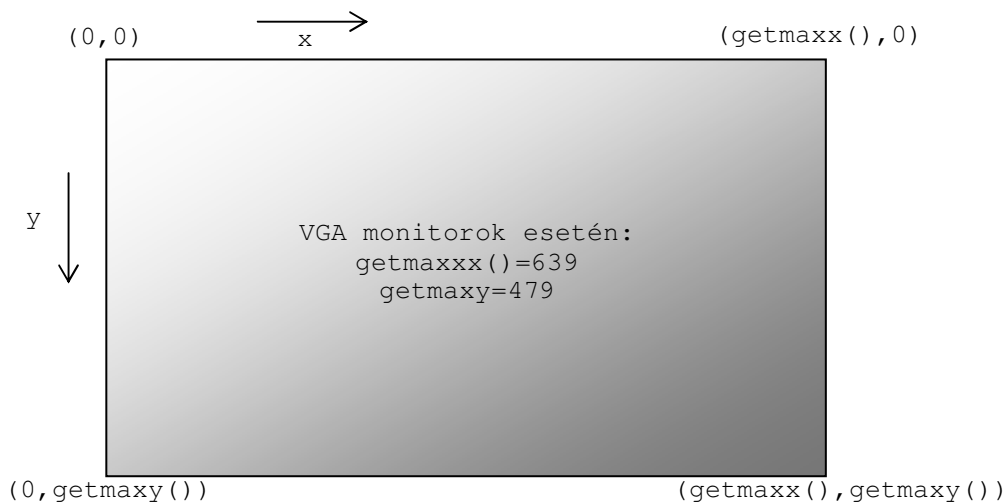 (0,0)
x
(getmaxx(),0)
y
VGA monitorok esetén:
getmaxxx()=639
getmaxy=479
(0,getmaxy())
(getmaxx(),getmaxy())